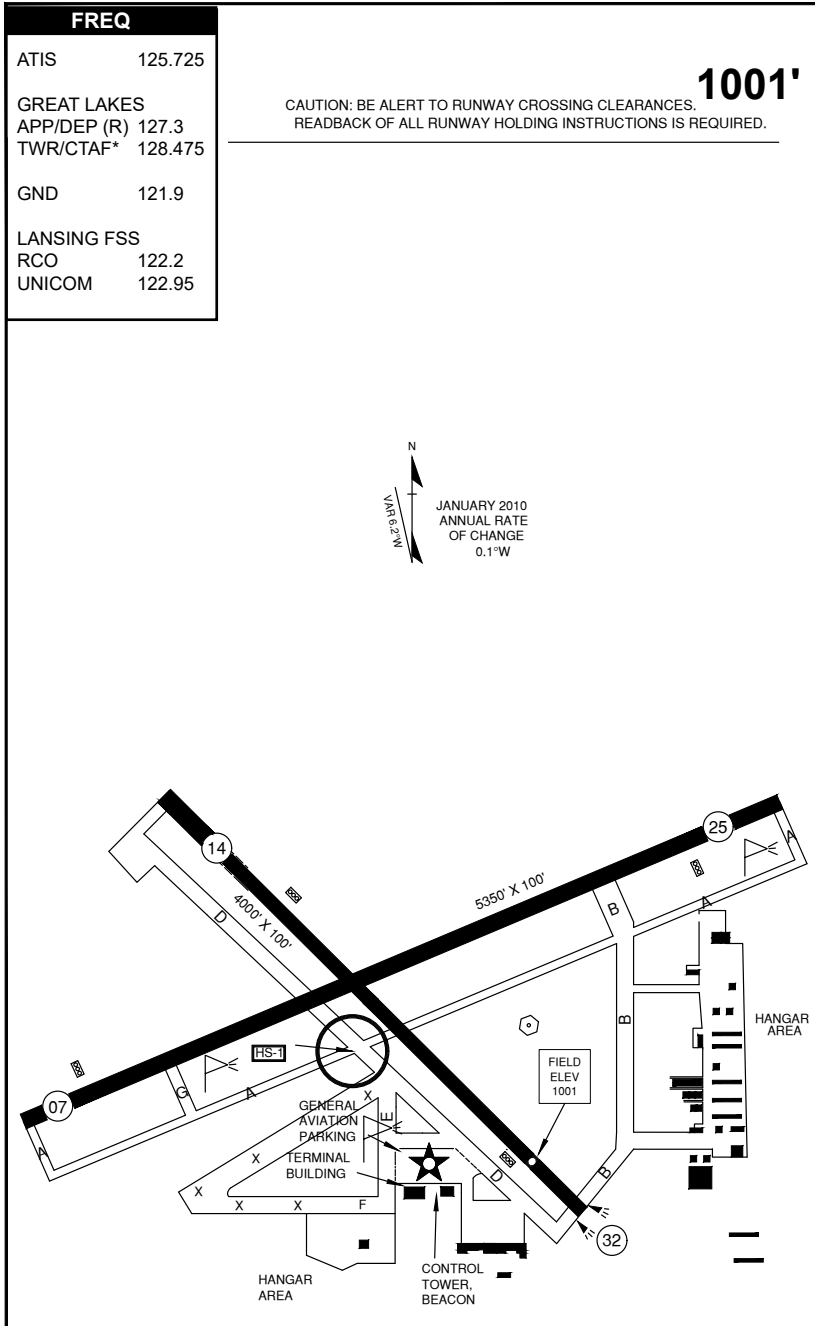 FREQ
ATIS 125.725
GREAT LAKES
APP/DEP (R) 127.3
TWR/CTAF* 128.475
GND 121.9
LANSING FSS
RCO 122.2
UNICOM 122.95
1001'
CAUTION: BE ALERT TO RUNWAY CROSSING CLEARANCES.
READBACK OF ALL RUNWAY HOLDING INSTRUCTIONS IS REQUIRED.
N
VAR 6.2°W
JANUARY 2010
ANNUAL RATE
OF CHANGE
0.1°W
14
25
A
4000' X 100'
5350' X 100'
D
B
A
HS-1
B
HANGAR
AREA
FIELD
ELEV
1001
07
G
A
X
E
GENERAL
AVIATION
PARKING
TERMINAL
BUILDING
A
X
D
B
X
X
X
F
32
HANGAR
AREA
CONTROL
TOWER,
BEACON